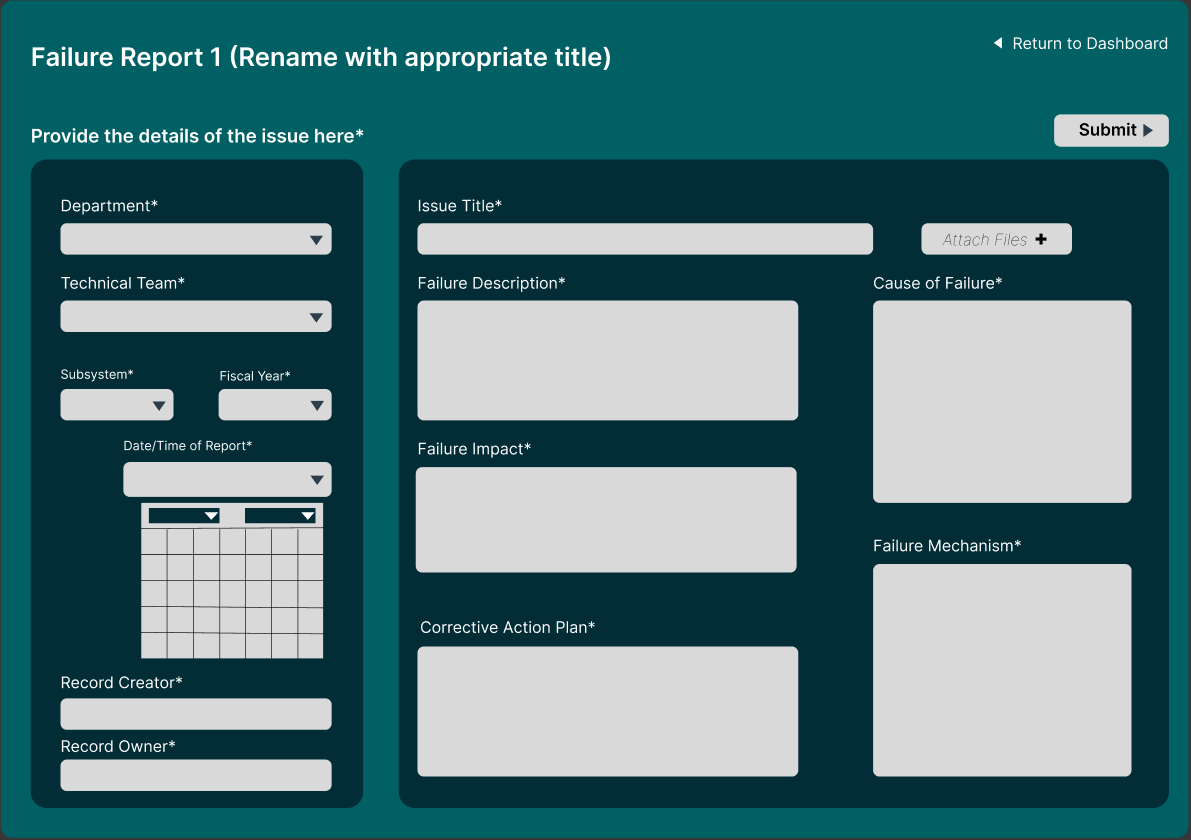 Failure Report 1 (Rename with appropriate title)
Return to Dashboard
Provide the details of the issue here*
Submit
Department*
Technical Team*
Subsystem*
Fiscal Year*
Date/Time of Report*
Record Creator*
Record Owner*
Issue Title*
Attach Files
Failure Description*
Cause of Failure*
Failure Impact*
Failure Mechanism*
Corrective Action Plan*